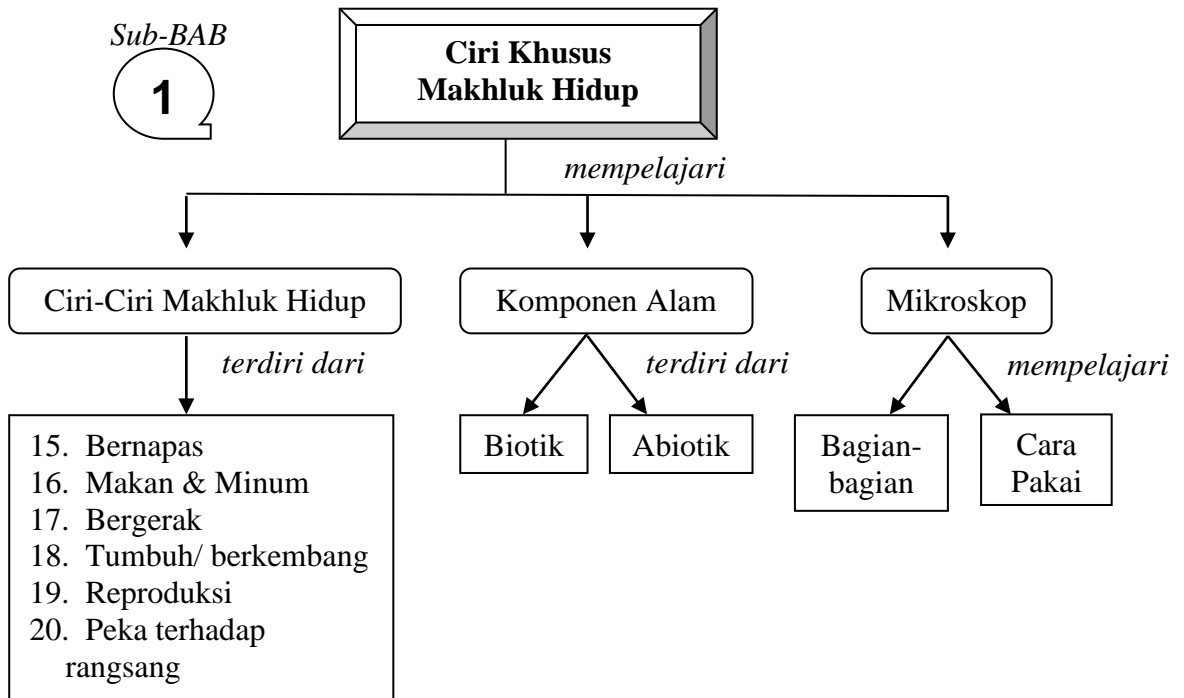 Sub-BAB
1
Ciri Khusus
Makhluk Hidup
mempelajari
Ciri-Ciri Makhluk Hidup
Komponen Alam
Mikroskop
terdiri dari
terdiri dari
mempelajari
15. Bernapas
16. Makan & Minum
17. Bergerak
18. Tumbuh/ berkembang
19. Reproduksi
20. Peka terhadap
rangsang
Biotik
Abiotik
Bagian-
bagian
Cara
Pakai